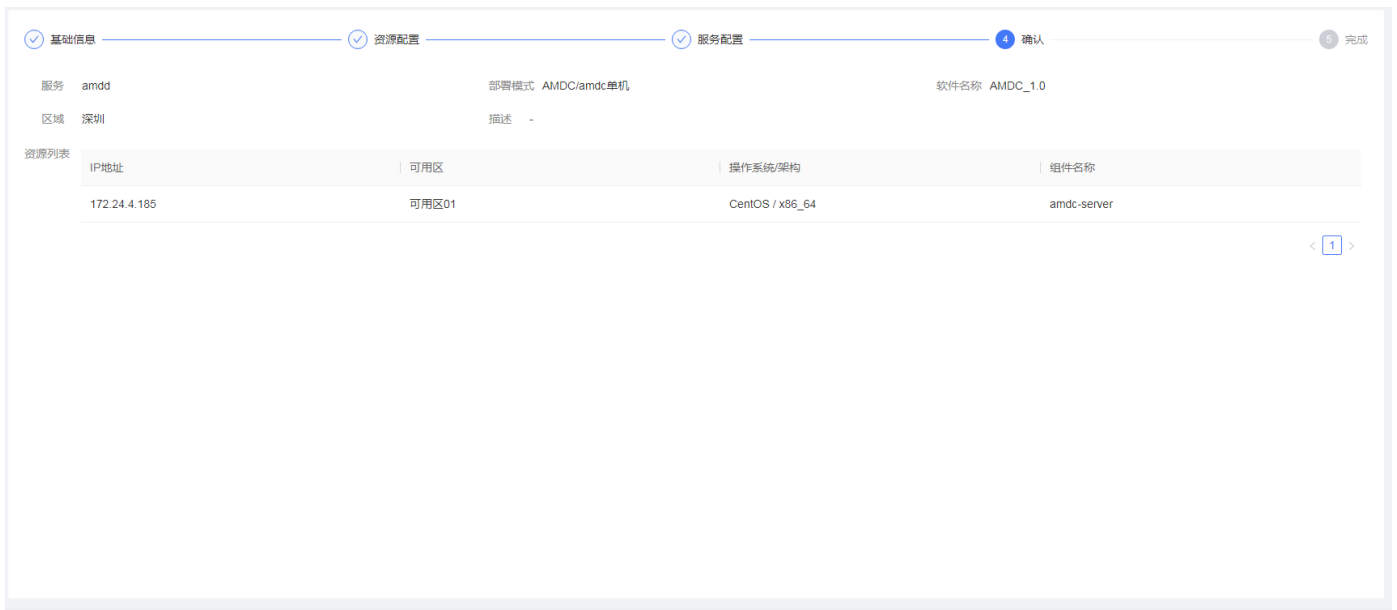 基础信息 资源配置 服务配置 4 确认 5 完成
服务 amdd 部署模式 AMDC/amdc单机 软件名称 AMDC_1.0
区域 深圳 描述 -
资源列表
IP地址 可用区 操作系统/架构 组件名称
172.24.4.185 可用区01 CentOS / x86_64 amdc-server
< 1 >